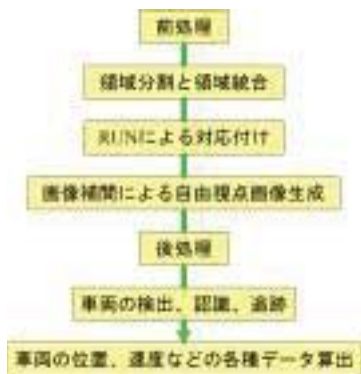 前処理
領域分割と領域統合
RUNによる対応付け
画像補間による自由視点画像生成
後処理
車両の検出、認識、追跡
車両の位置、速度などの各種データ算出